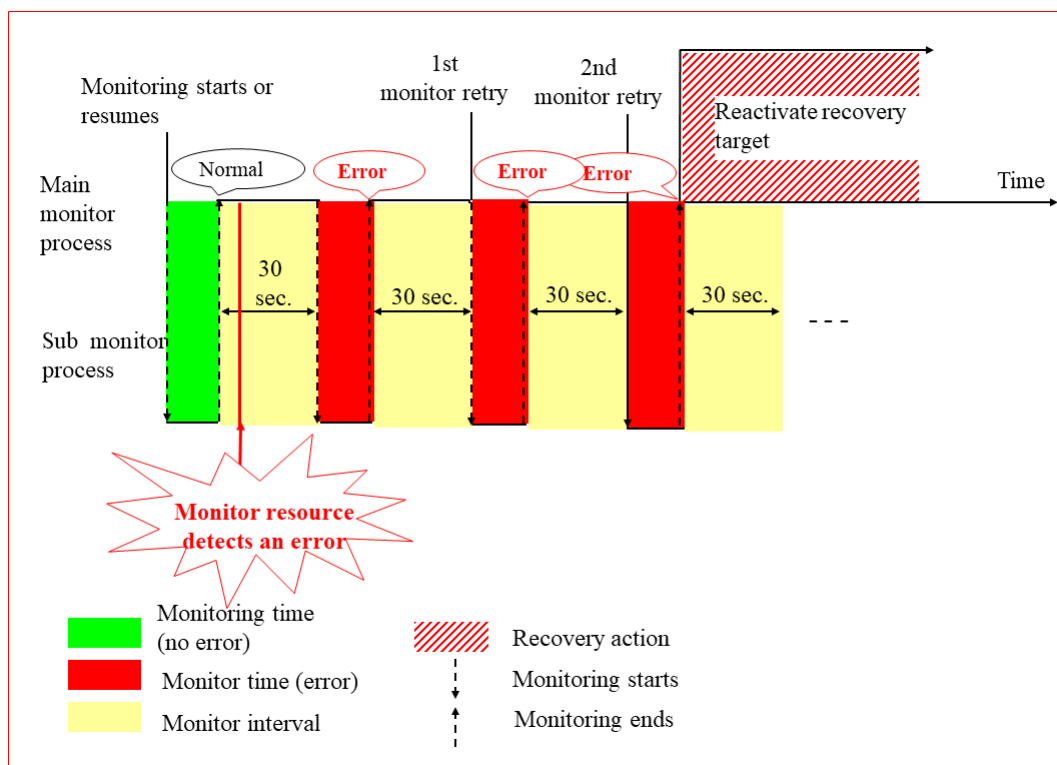 Monitoring starts or
resumes
1st
monitor retry
2nd
monitor retry
Reactivate recovery
target
Normal
Error
Error
Error
Time
Main
monitor
process
30
sec.
30 sec.
30 sec.
30 sec.
- - -
Sub monitor
process
Monitor resource
detects an error
Monitoring time
(no error)
Monitor time (error)
Monitor interval
Recovery action
Monitoring starts
Monitoring ends